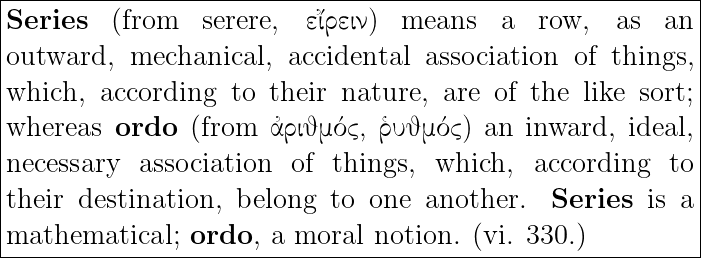 Series (from serere, εἴρειν) means a row, as an
outward, mechanical, accidental association of things,
which, according to their nature, are of the like sort;
whereas ordo (from ἀριθμός, ῥυθμός) an inward, ideal,
necessary association of things, which, according to
their destination, belong to one another. Series is a
mathematical; ordo, a moral notion. (vi. 330.)